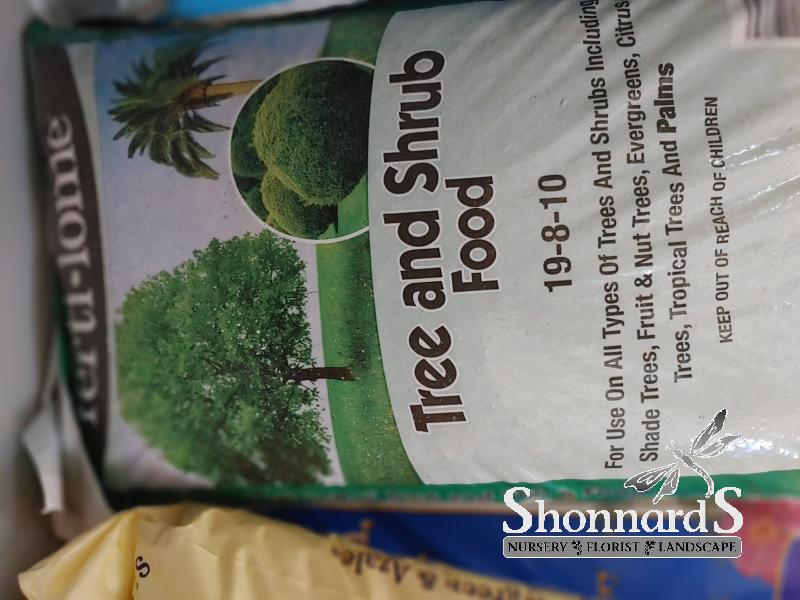 ferti-lome
Tree and Shrub
Food
19-8-10
For Use On All Types Of Trees And Shrubs Including
Shade Trees, Fruit & Nut Trees, Evergreens, Citrus
Trees, Tropical Trees And Palms
KEEP OUT OF REACH OF CHILDREN
Shonnard's
NURSERY FLORIST LANDSCAPE